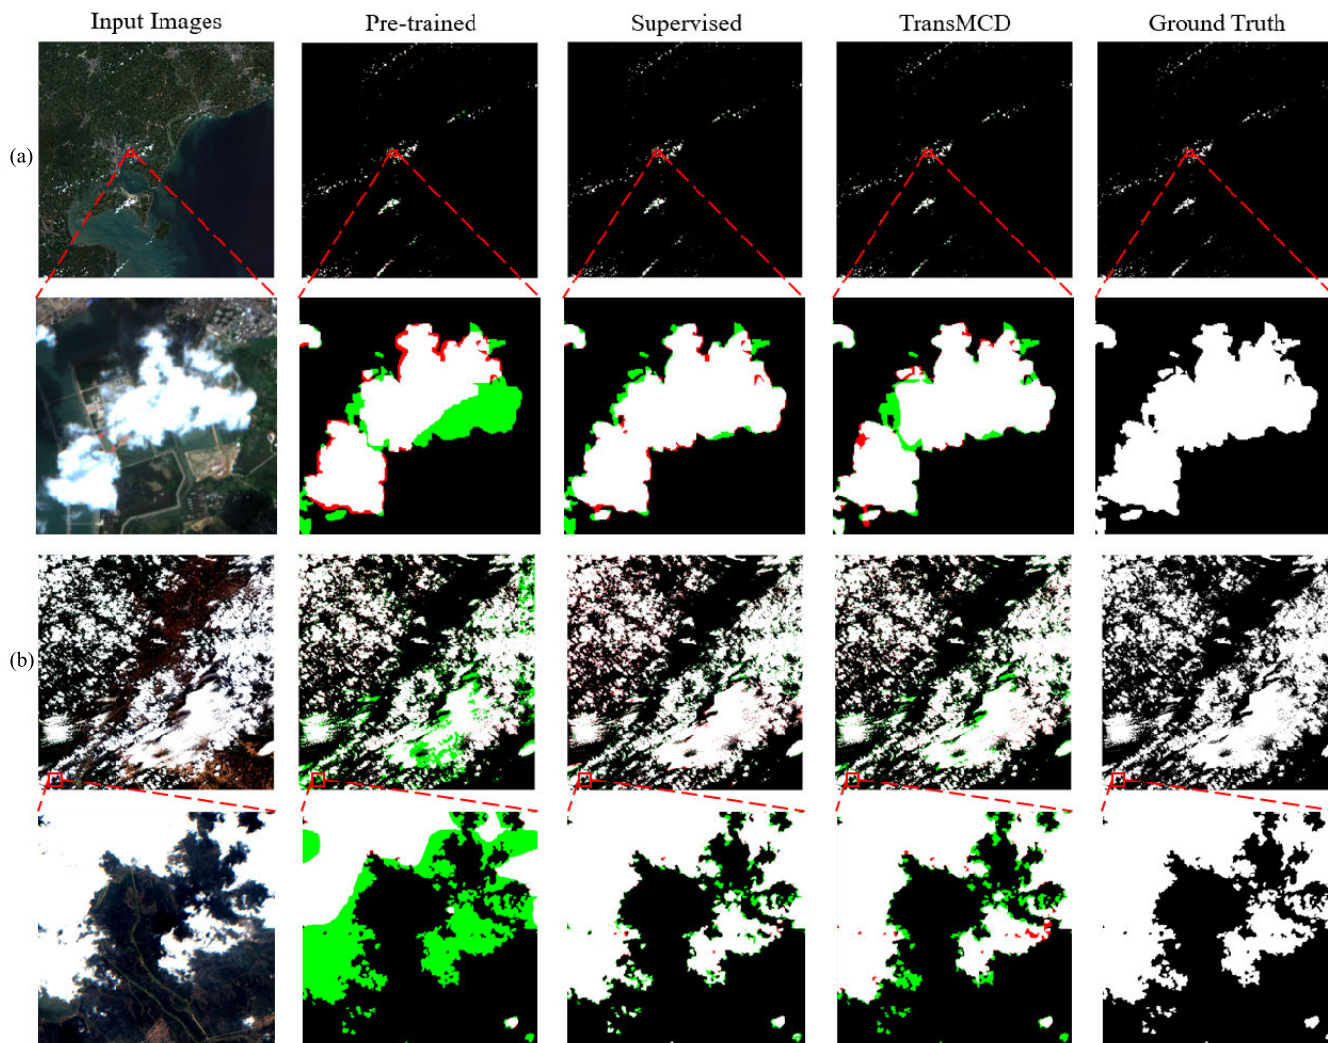 Input Images
Pre-trained
Supervised
TransMCD
Ground Truth
(a)
(b)